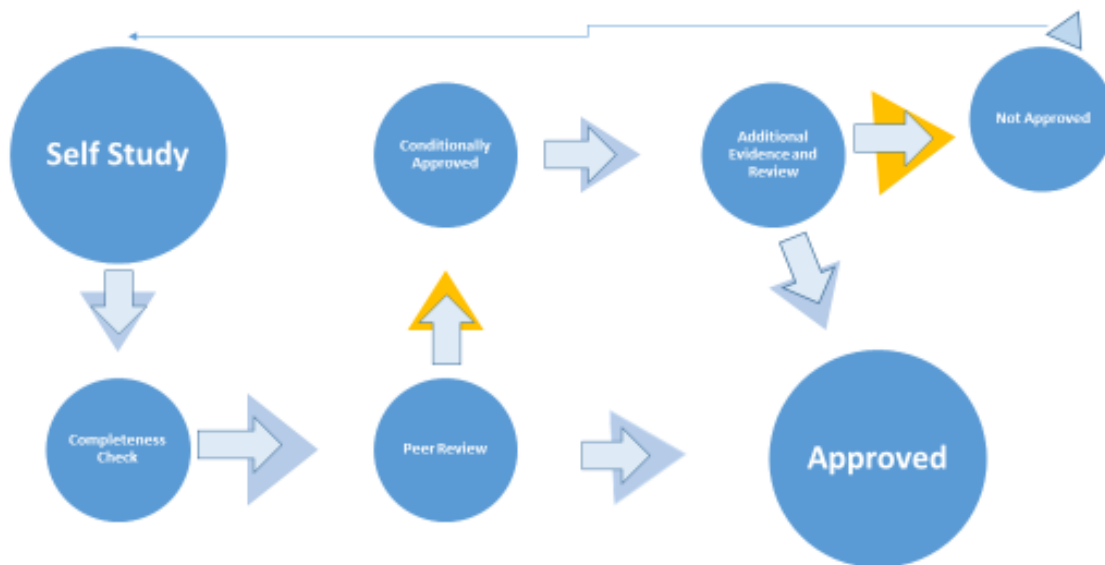 Self Study
Conditionally
Approved
Additional
Evidence and
Review
Not Approved
Completeness
Check
Peer Review
Approved